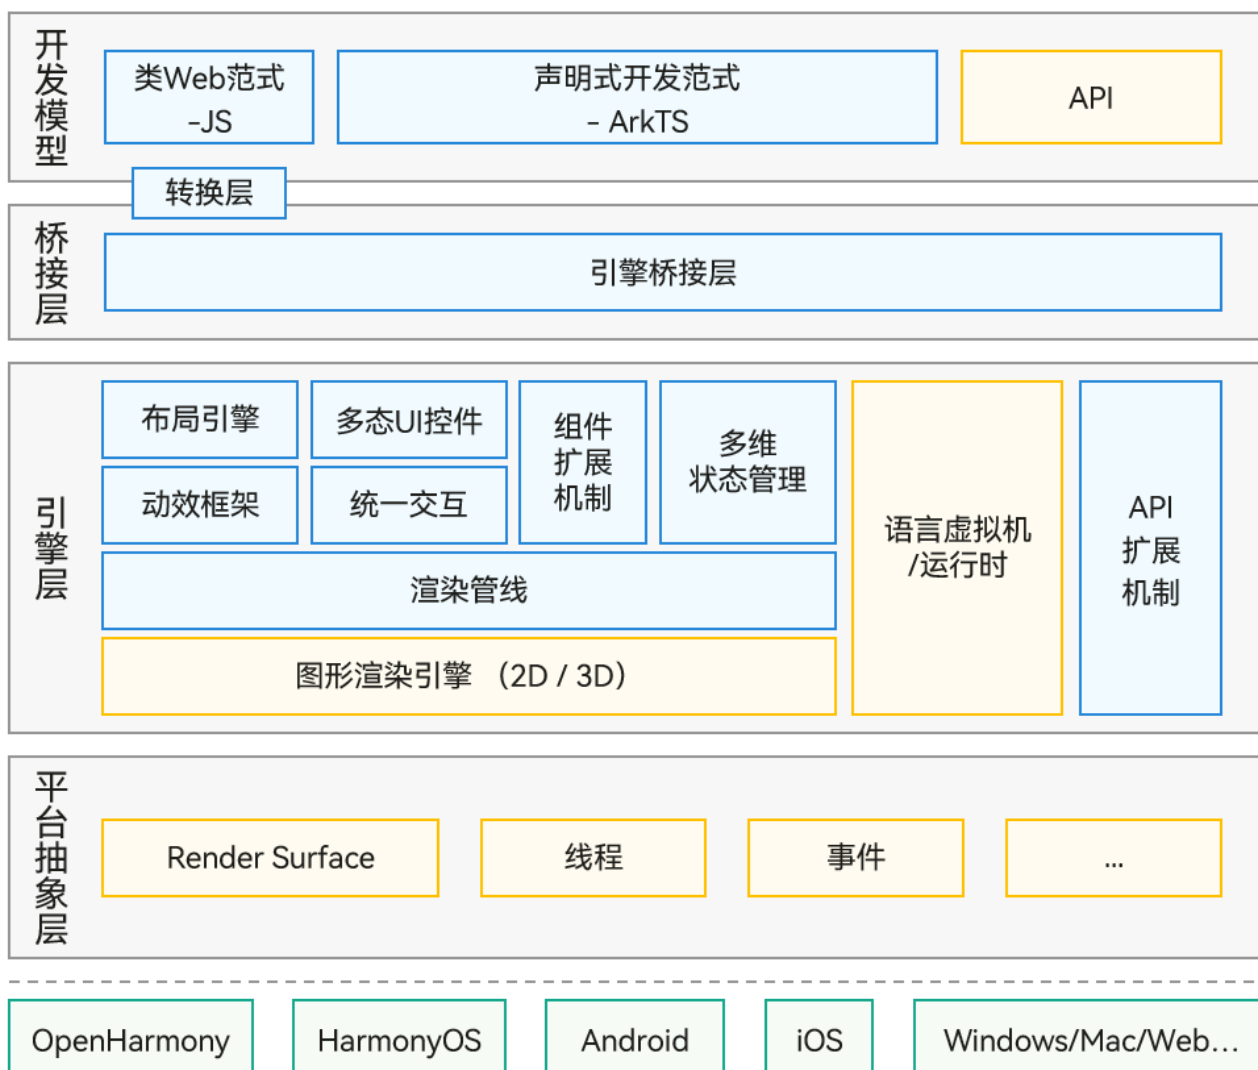 开发模型
类Web范式
-JS
声明式开发范式
- ArkTS
API
转换层
桥接层
引擎桥接层
引擎层
布局引擎
多态UI控件
组件
扩展
机制
多维
状态管理
动效框架
统一交互
语言虚拟机
/运行时
API
扩展
机制
渲染管线
图形渲染引擎 （2D / 3D）
平台抽象层
Render Surface
线程
事件
...
OpenHarmony
HarmonyOS
Android
iOS
Windows/Mac/Web...